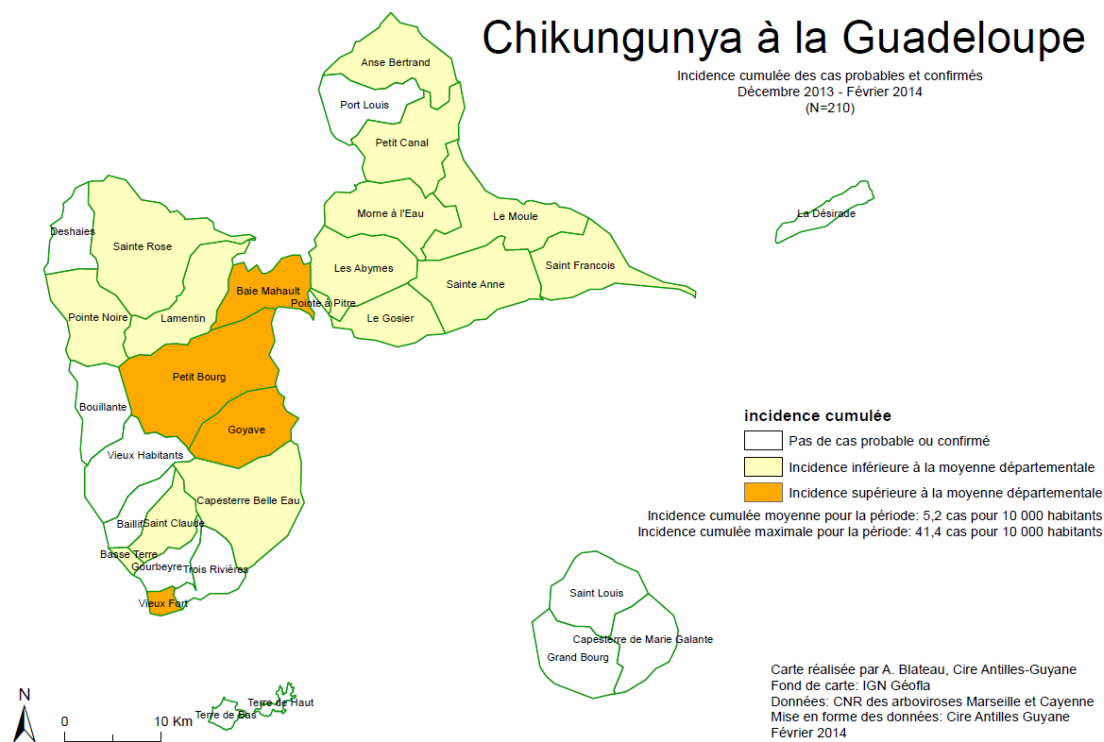 Chikungunya à la Guadeloupe
Incidence cumulée des cas probables et confirmés
Décembre 2013 - Février 2014
(N=210)
Anse Bertrand
Port Louis
Petit Canal
Morne à l'Eau
Le Moule
La Désirade
Deshaies
Sainte Rose
Les Abymes
Saint Francois
Sainte Anne
Baie Mahault
Pointe à Pitre
Pointe Noire
Lamentin
Le Gosier
Petit Bourg
Bouillante
Goyave
Vieux Habitants
Capesterre Belle Eau
Baillif
Saint Claude
Basse Terre
Gourbeyre
Trois Rivières
Vieux Fort
Terre de Bas
Terre de Haut
Saint Louis
Capesterre de Marie Galante
Grand Bourg
incidence cumulée
Pas de cas probable ou confirmé
Incidence inférieure à la moyenne départementale
Incidence supérieure à la moyenne départementale
Incidence cumulée moyenne pour la période: 5,2 cas pour 10 000 habitants
Incidence cumulée maximale pour la période: 41,4 cas pour 10 000 habitants
N
0 10 Km
Carte réalisée par A. Blateau, Cire Antilles-Guyane
Fond de carte: IGN Géofla
Données: CNR des arboviroses Marseille et Cayenne
Mise en forme des données: Cire Antilles Guyane
Février 2014